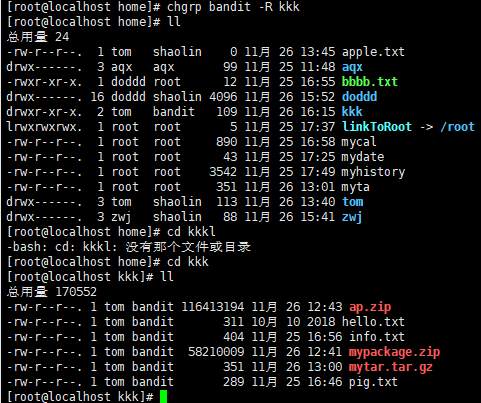 [root@localhost home]# chgrp bandit -R kkk
[root@localhost home]# ll
总用量 24
-rw-r--r--. 1 tom shaolin 0 11月 26 13:45 apple.txt
drwx------. 3 aqx aqx 99 11月 25 11:48 aqx
-rwxr-xr-x. 1 doddd root 12 11月 25 16:55 bbbb.txt
drwx------. 16 doddd shaolin 4096 11月 26 15:52 doddd
drwxr-xr-x. 2 tom bandit 109 11月 26 16:15 kkk
lrwxrwxrwx. 1 root root 5 11月 25 17:37 linkToRoot -> /root
-rw-r--r--. 1 root root 890 11月 25 16:58 mycal
-rw-r--r--. 1 root root 43 11月 25 17:25 mydate
-rw-r--r--. 1 root root 3542 11月 25 17:49 myhistory
-rw-r--r--. 1 root root 351 11月 26 13:01 myta
drwx------. 3 tom shaolin 113 11月 26 13:40 tom
drwx------. 5 zwj shaolin 88 11月 26 15:41 zwj
[root@localhost home]# cd kkkl
-bash: cd: kkkl: 没有那个文件或目录
[root@localhost home]# cd kkk
[root@localhost kkk]# ll
总用量 170552
-rw-r--r--. 1 tom bandit 116413194 11月 26 12:43 ap.zip
-rw-r--r--. 1 tom bandit 311 10月 10 2018 hello.txt
-rw-r--r--. 1 tom bandit 404 11月 25 16:56 info.txt
-rw-r--r--. 1 tom bandit 58210009 11月 26 12:41 mypackage.zip
-rw-r--r--. 1 tom bandit 351 11月 26 13:00 mytar.tar.gz
-rw-r--r--. 1 tom bandit 289 11月 25 16:46 pig.txt
[root@localhost kkk]#